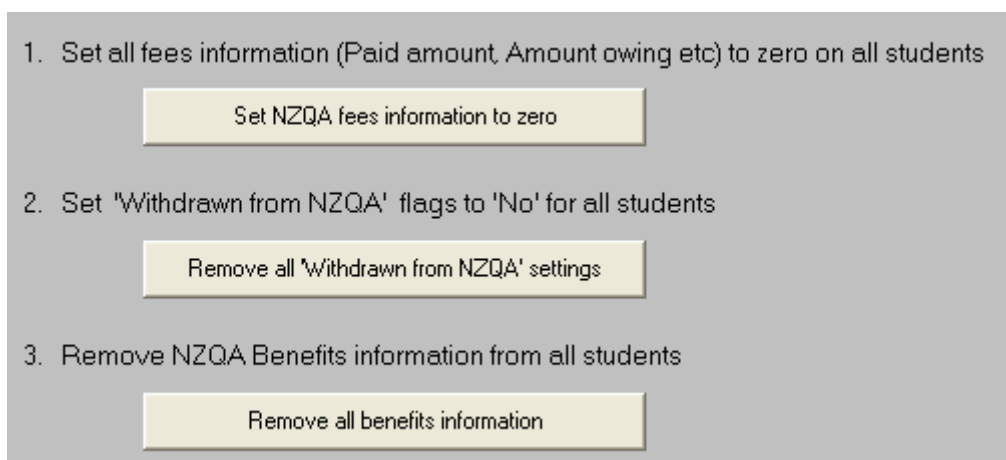 1. Set all fees information (Paid amount, Amount owing etc) to zero on all students
Set NZQA fees information to zero
2. Set 'Withdrawn from NZQA' flags to 'No' for all students
Remove all 'Withdrawn from NZQA' settings
3. Remove NZQA Benefits information from all students
Remove all benefits information